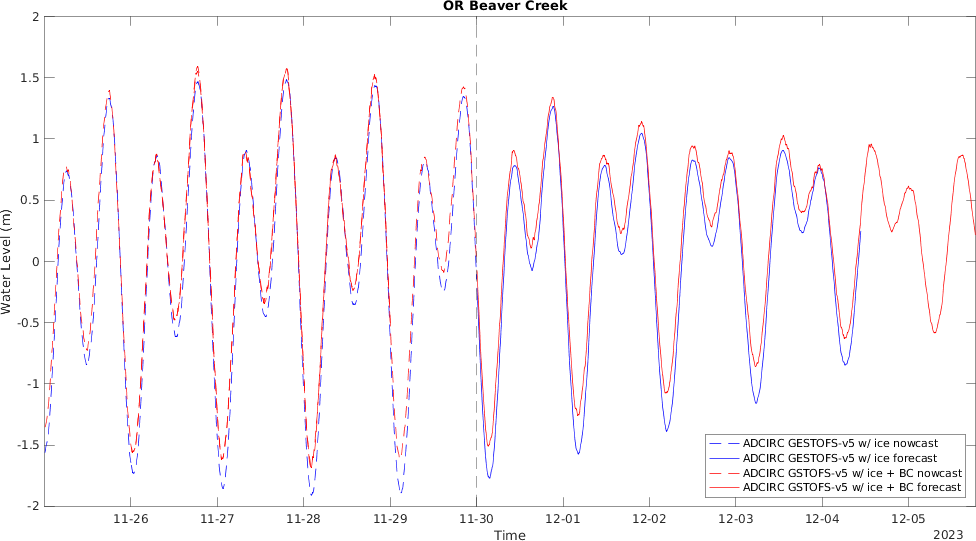 OR Beaver Creek
2
1.5
1
0.5
0
-0.5
-1
-1.5
-2
Water Level (m)
ADCIRC GESTOFS-v5 w/ ice nowcast
ADCIRC GESTOFS-v5 w/ ice forecast
ADCIRC GSTOFS-v5 w/ ice + BC nowcast
ADCIRC GSTOFS-v5 w/ ice + BC forecast
11-26 11-27 11-28 11-29 11-30 12-01 12-02 12-03 12-04 12-05
Time
2023